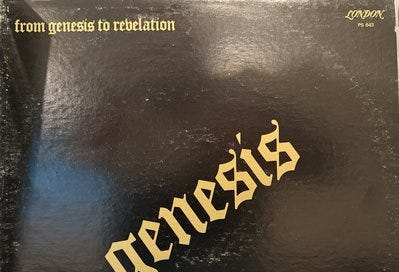 from genesis to revelation
LONDON
PS 643
genesis